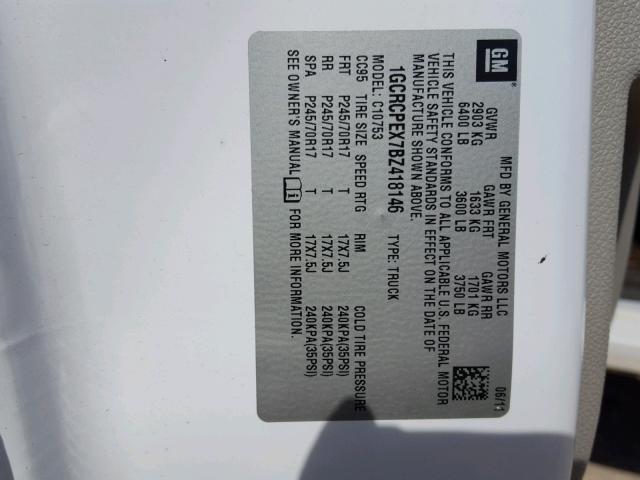 GM
MFD BY GENERAL MOTORS LLC 06/11
GVWR GAWR FRT GAWR RR
2903 KG 1633 KG 1701 KG
6400 LB 3600 LB 3750 LB
THIS VEHICLE CONFORMS TO ALL APPLICABLE U.S. FEDERAL MOTOR
VEHICLE SAFETY STANDARDS IN EFFECT ON THE DATE OF
MANUFACTURE SHOWN ABOVE.
1GCRCPEX7BZ418146 TYPE: TRUCK
MODEL: C10753
CC95 TIRE SIZE SPEED RTG RIM COLD TIRE PRESSURE
FRT P245/70R17 T 17X7.5J 240KPA(35PSI)
RR P245/70R17 T 17X7.5J 240KPA(35PSI)
SPA P245/70R17 T 17X7.5J 240KPA(35PSI)
SEE OWNER'S MANUAL FOR MORE INFORMATION.